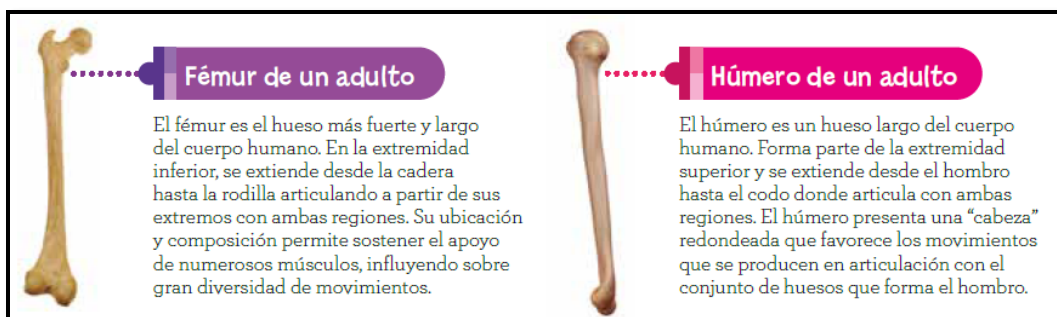 Fémur de un adulto
El fémur es el hueso más fuerte y largo
del cuerpo humano. En la extremidad
inferior, se extiende desde la cadera
hasta la rodilla articulando a partir de sus
extremos con ambas regiones. Su ubicación
y composición permite sostener el apoyo
de numerosos músculos, influyendo sobre
gran diversidad de movimientos.
Húmero de un adulto
El húmero es un hueso largo del cuerpo
humano. Forma parte de la extremidad
superior y se extiende desde el hombro
hasta el codo donde articula con ambas
regiones. El húmero presenta una “cabeza”
redondeada que favorece los movimientos
que se producen en articulación con el
conjunto de huesos que forma el hombro.